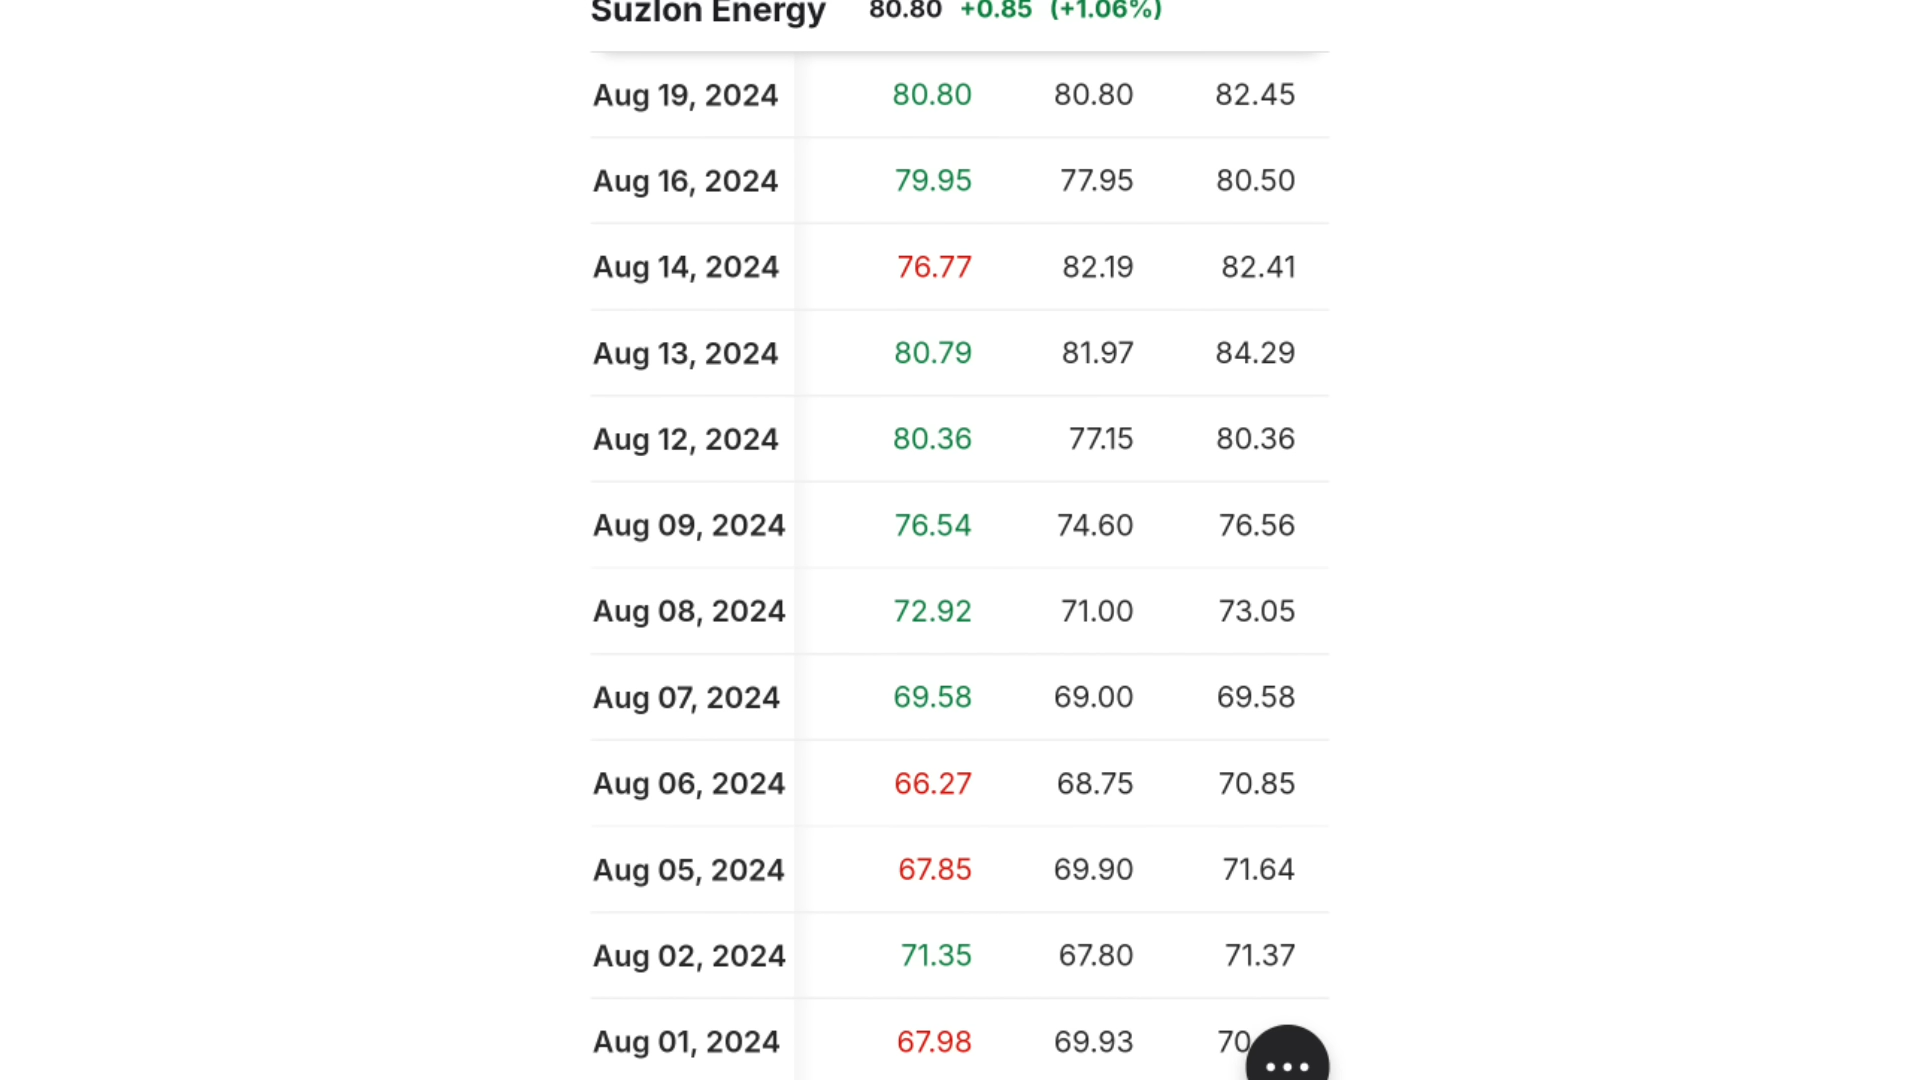 Suzlon Energy 80.80 +0.85 (+1.06%)
Aug 19, 2024 80.80 80.80 82.45
Aug 16, 2024 79.95 77.95 80.50
Aug 14, 2024 76.77 82.19 82.41
Aug 13, 2024 80.79 81.97 84.29
Aug 12, 2024 80.36 77.15 80.36
Aug 09, 2024 76.54 74.60 76.56
Aug 08, 2024 72.92 71.00 73.05
Aug 07, 2024 69.58 69.00 69.58
Aug 06, 2024 66.27 68.75 70.85
Aug 05, 2024 67.85 69.90 71.64
Aug 02, 2024 71.35 67.80 71.37
Aug 01, 2024 67.98 69.93 70